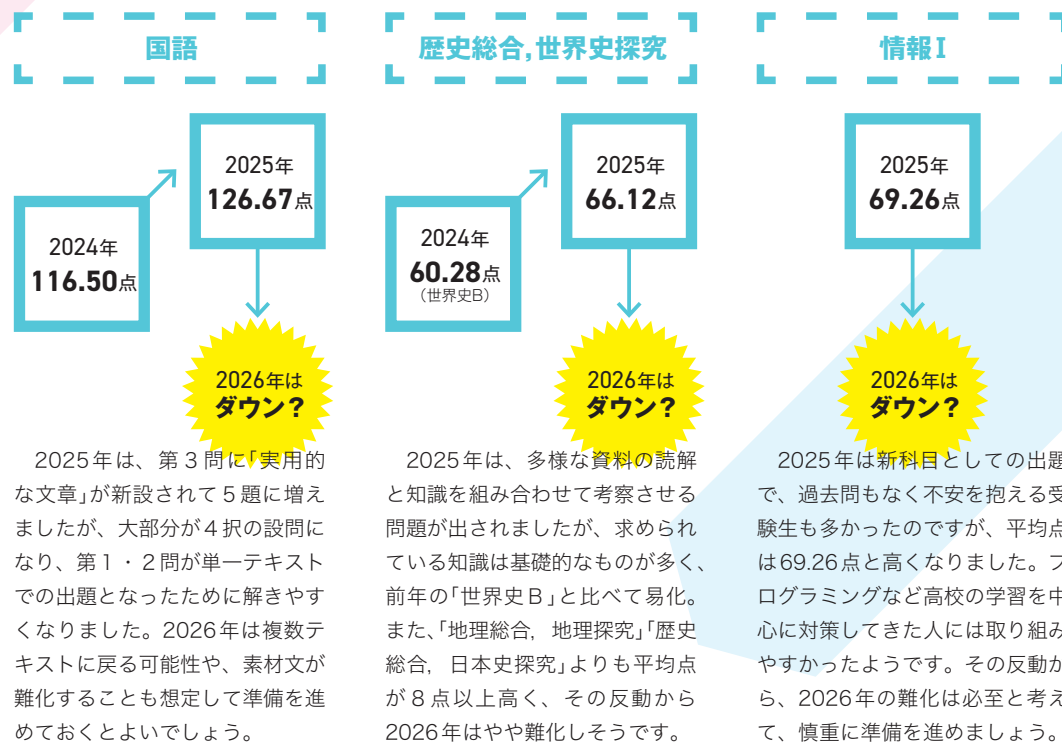 国語
2025年
126.67点
2024年
116.50点
2026年は
ダウン？
2025年は、第３問に「実用的
な文章」が新設されて５題に増え
ましたが、大部分が４択の設問に
なり、第１・２問が単一テキスト
での出題となったために解きやす
くなりました。2026年は複数テ
キストに戻る可能性や、素材文が
難化することも想定して準備を進
めておくとよいでしょう。
歴史総合,世界史探究
2025年
66.12点
2024年
60.28点
（世界史B）
2026年は
ダウン？
2025年は、多様な資料の読解
と知識を組み合わせて考察させる
問題が出されましたが、求められ
ている知識は基礎的なものが多く、
前年の「世界史Ｂ」と比べて易化。
また、「地理総合，地理探究」「歴史
総合，日本史探究」よりも平均点
が８点以上高く、その反動から
2026年はやや難化しそうです。
情報Ⅰ
2025年
69.26点
2026年は
ダウン？
2025年は新科目としての出題
で、過去問もなく不安を抱える受
験生も多かったのですが、平均点
は69.26点と高くなりました。プ
ログラミングなど高校の学習を中
心に対策してきた人には取り組み
やすかったようです。その反動か
ら、2026年の難化は必至と考え
て、慎重に準備を進めましょう。